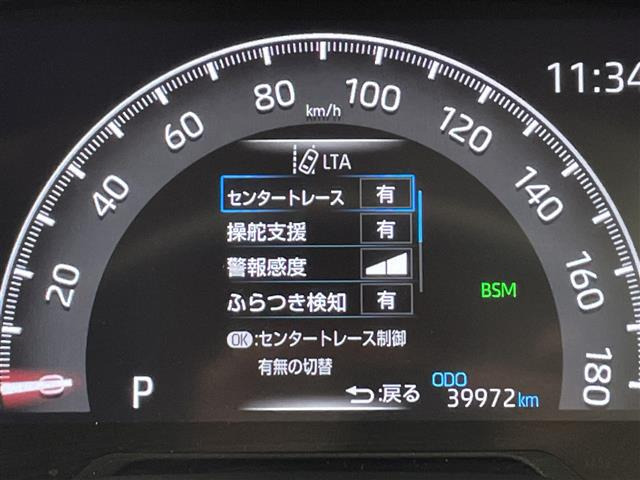 11:34
80
100
km/h
60
120
LTA
40
140
センタートレース 有
操舵支援 有
20
警報感度
160
BSM
ふらつき検知 有
OK:センタートレース制御
有無の切替
0
P
:戻る
ODO
39972km
180